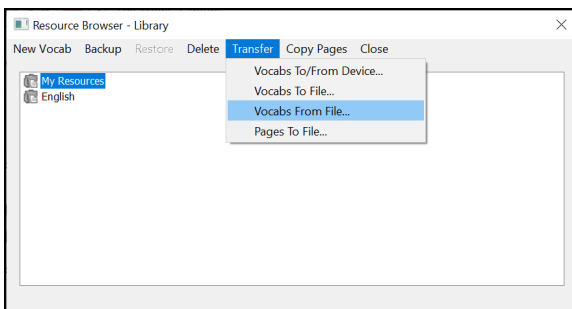 Resource Browser - Library
New Vocab Backup Restore Delete Transfer Copy Pages Close
Vocabs To/From Device...
Vocabs To File...
Vocabs From File...
Pages To File...
My Resources
English